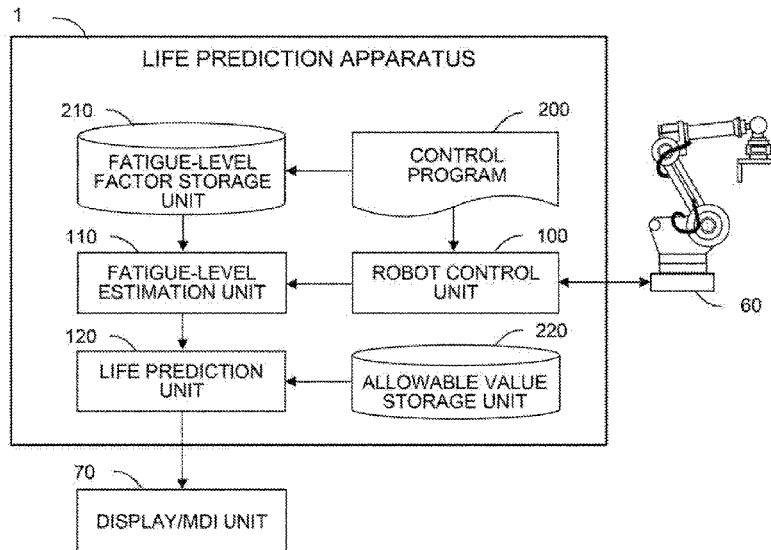 1
LIFE PREDICTION APPARATUS
210
200
FATIGUE-LEVEL
FACTOR STORAGE
UNIT
CONTROL
PROGRAM
110
100
FATIGUE-LEVEL
ESTIMATION UNIT
ROBOT CONTROL
UNIT
60
120
220
LIFE PREDICTION
UNIT
ALLOWABLE VALUE
STORAGE UNIT
70
DISPLAY/MDI UNIT